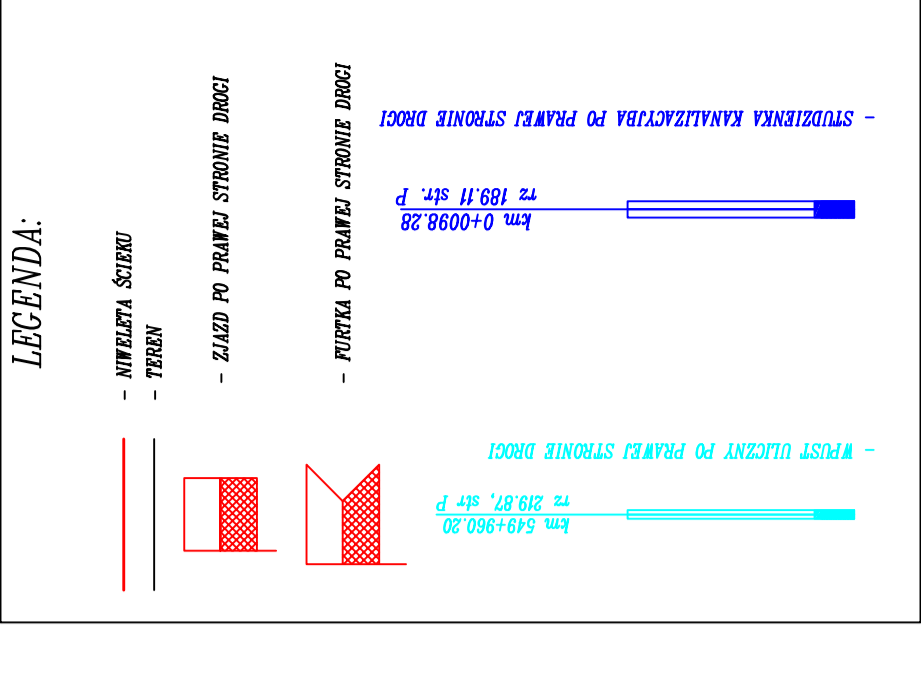 LEGENDA:
- NIWELETA ŚCIEKU
- TEREN
- ZJAZD PO PRAWEJ STRONIE DROGI
- FURTKA PO PRAWEJ STRONIE DROGI
- WPUST ULICZNY PO PRAWEJ STRONIE DROGI
km 549+960.20
rz 219.87, str P
- STUDZIENKA KANALIZACYJBA PO PRAWEJ STRONIE DROGI
km 0+0098.28
rz 189.11 str. P